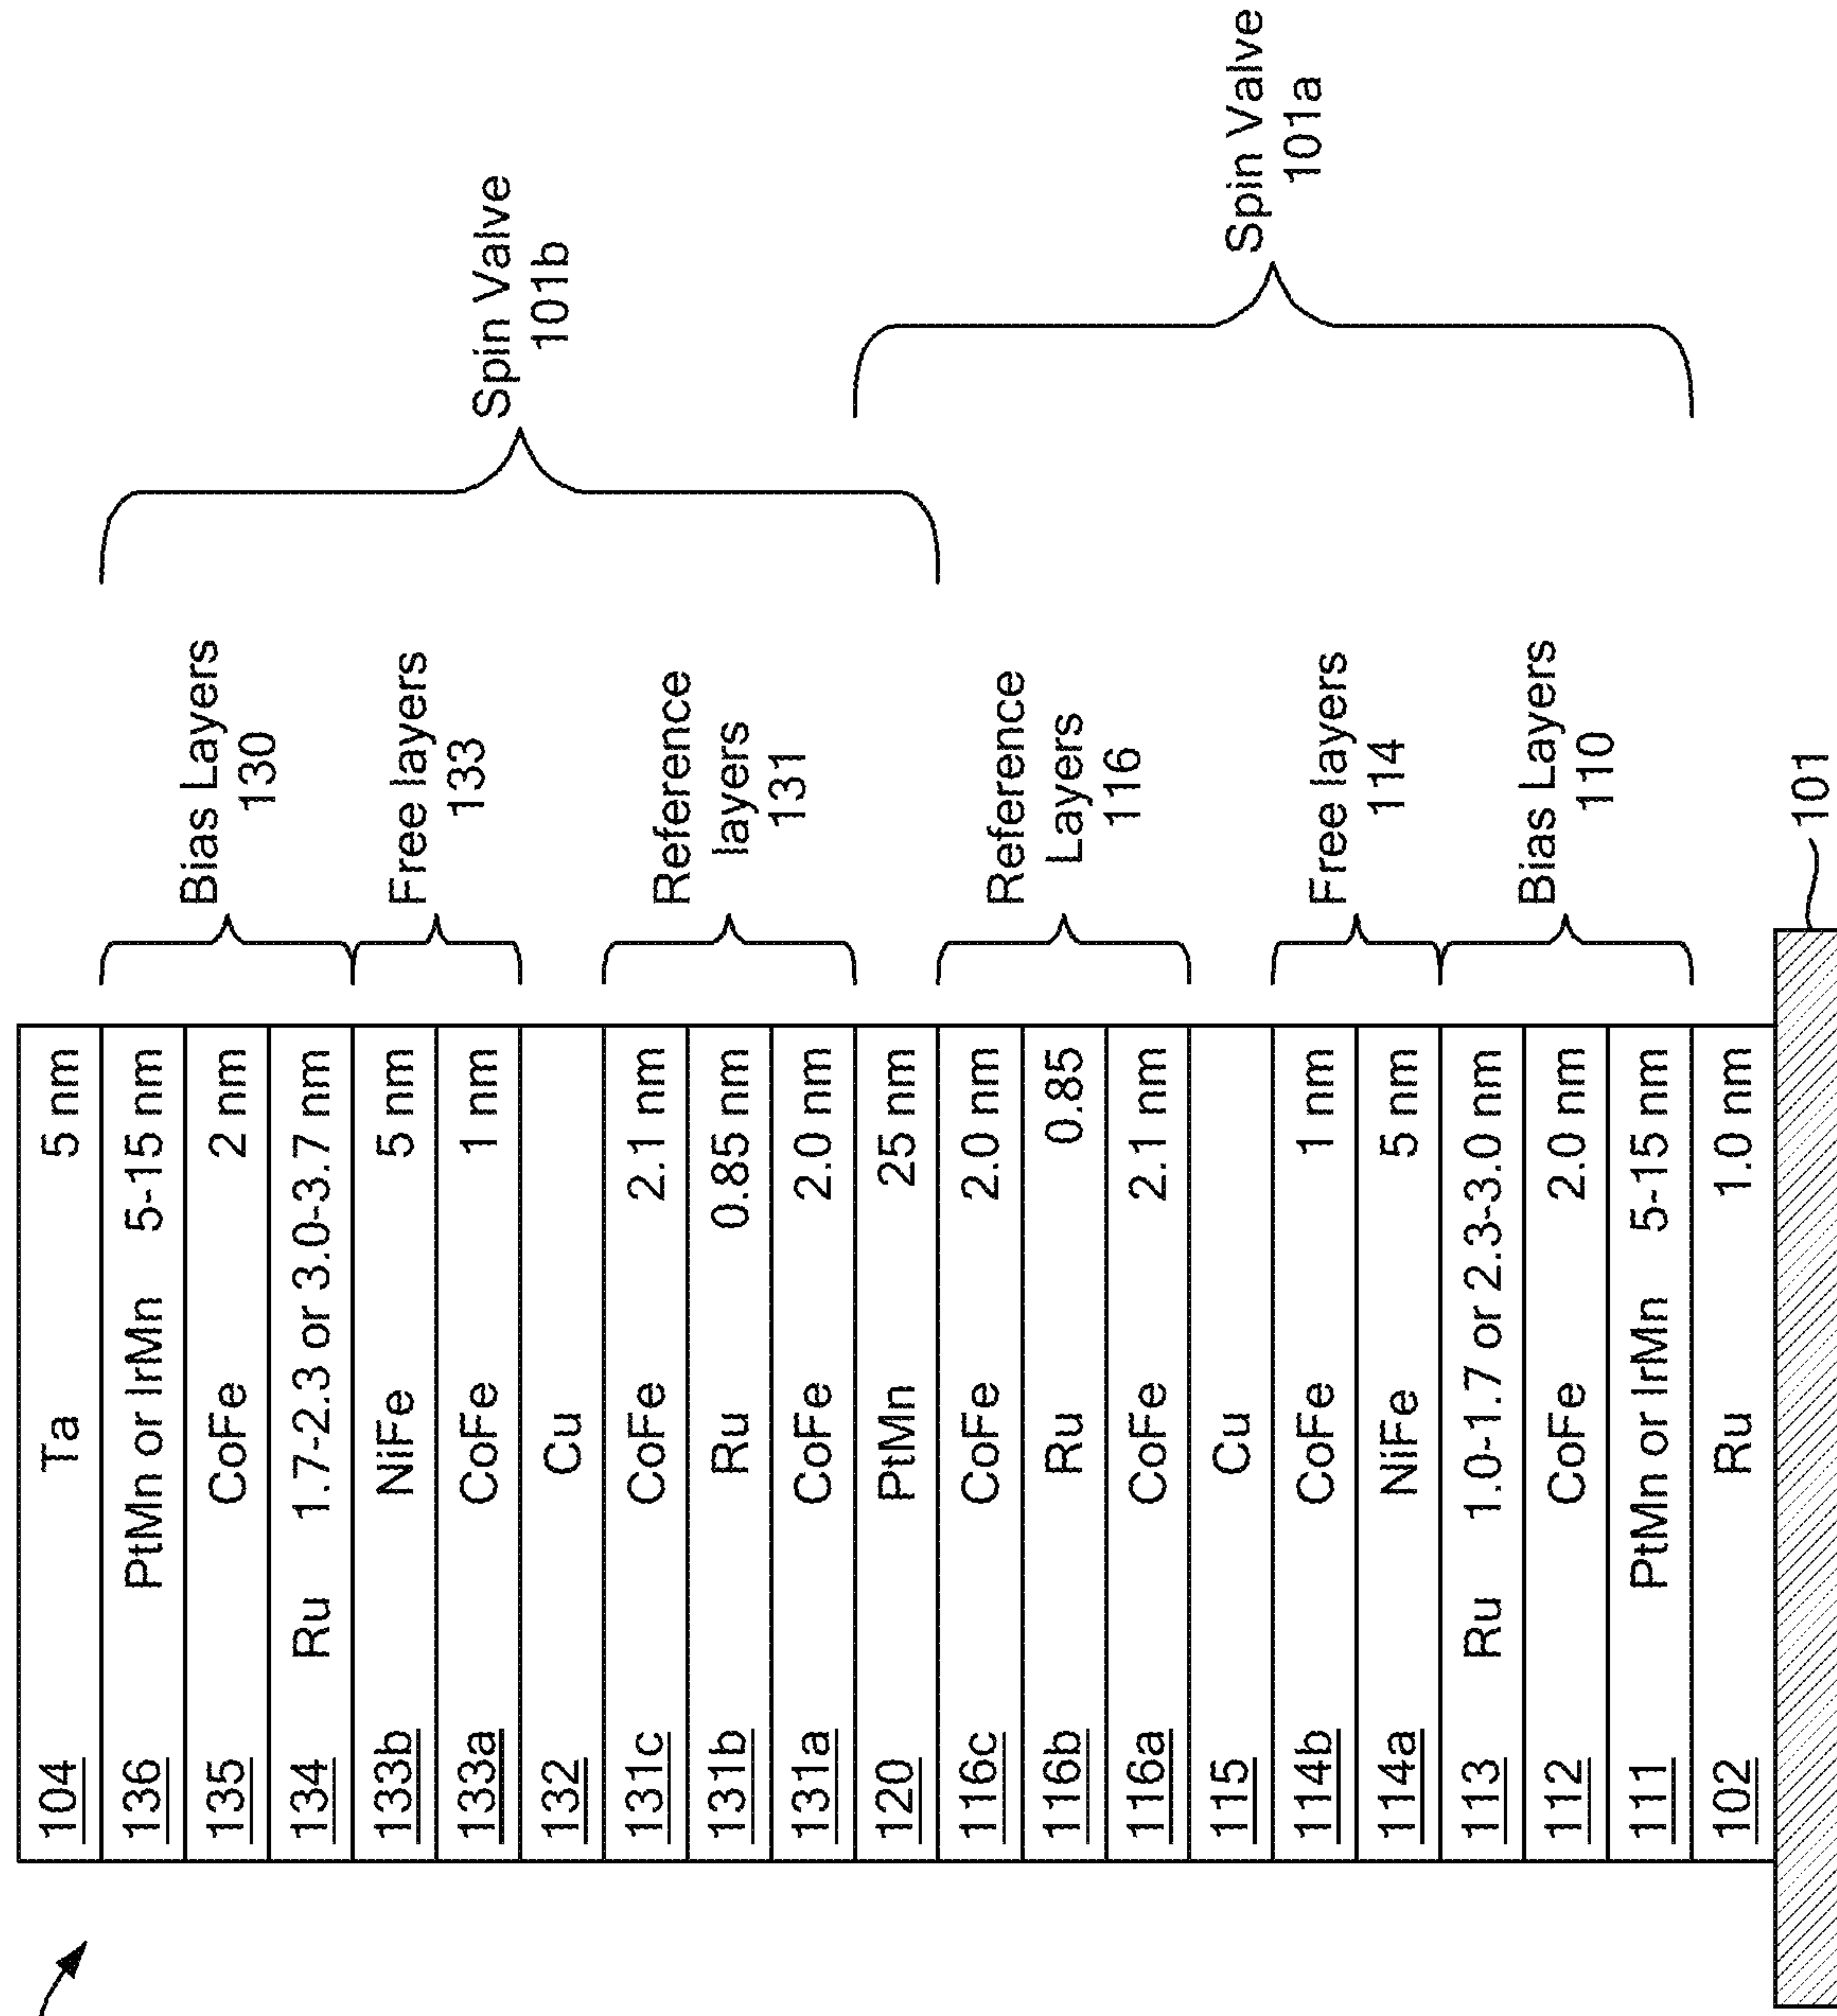 104 Ta 5 nm
136 PtMn or IrMn 5-15 nm
135 CoFe 2 nm
134 Ru 1.7-2.3 or 3.0-3.7 nm
133b NiFe 5 nm
133a CoFe 1 nm
132 Cu
131c CoFe 2.1 nm
131b Ru 0.85 nm
131a CoFe 2.0 nm
120 PtMn 25 nm
116c CoFe 2.0 nm
116b Ru 0.85
116a CoFe 2.1 nm
115 Cu
114b CoFe 1 nm
114a NiFe 5 nm
113 Ru 1.0-1.7 or 2.3-3.0 nm
112 CoFe 2.0 nm
111 PtMn or IrMn 5-15 nm
102 Ru 1.0 nm
Bias Layers
130
Free layers
133
Reference
layers
131
Reference
Layers
116
Free layers
114
Bias Layers
110
101
Spin Valve
101b
Spin Valve
101a